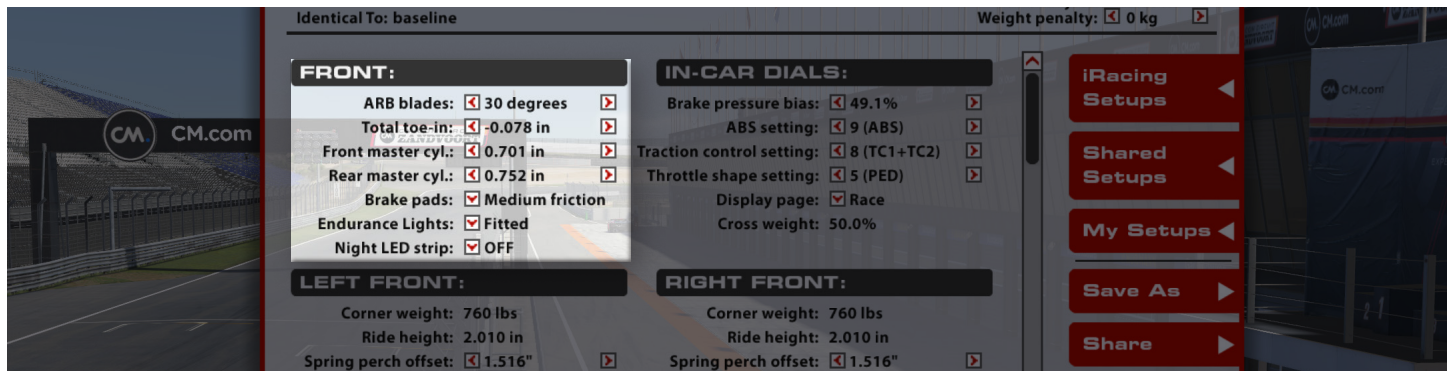 Identical To: baseline
Weight penalty: 0 kg
FRONT:
ARB blades: 30 degrees
Total toe-in: -0.078 in
Front master cyl.: 0.701 in
Rear master cyl.: 0.752 in
Brake pads: Medium friction
Endurance Lights: Fitted
Night LED strip: OFF
IN-CAR DIALS:
Brake pressure bias: 49.1%
ABS setting: 9 (ABS)
Traction control setting: 8 (TC1+TC2)
Throttle shape setting: 5 (PED)
Display page: Race
Cross weight: 50.0%
LEFT FRONT:
Corner weight: 760 lbs
Ride height: 2.010 in
Spring perch offset: 1.516"
RIGHT FRONT:
Corner weight: 760 lbs
Ride height: 2.010 in
Spring perch offset: 1.516"
iRacing
Setups
Shared
Setups
My Setups
Save As
Share
CM. CM.com
ZANDVOORT
CM.com
CM.com
2 1